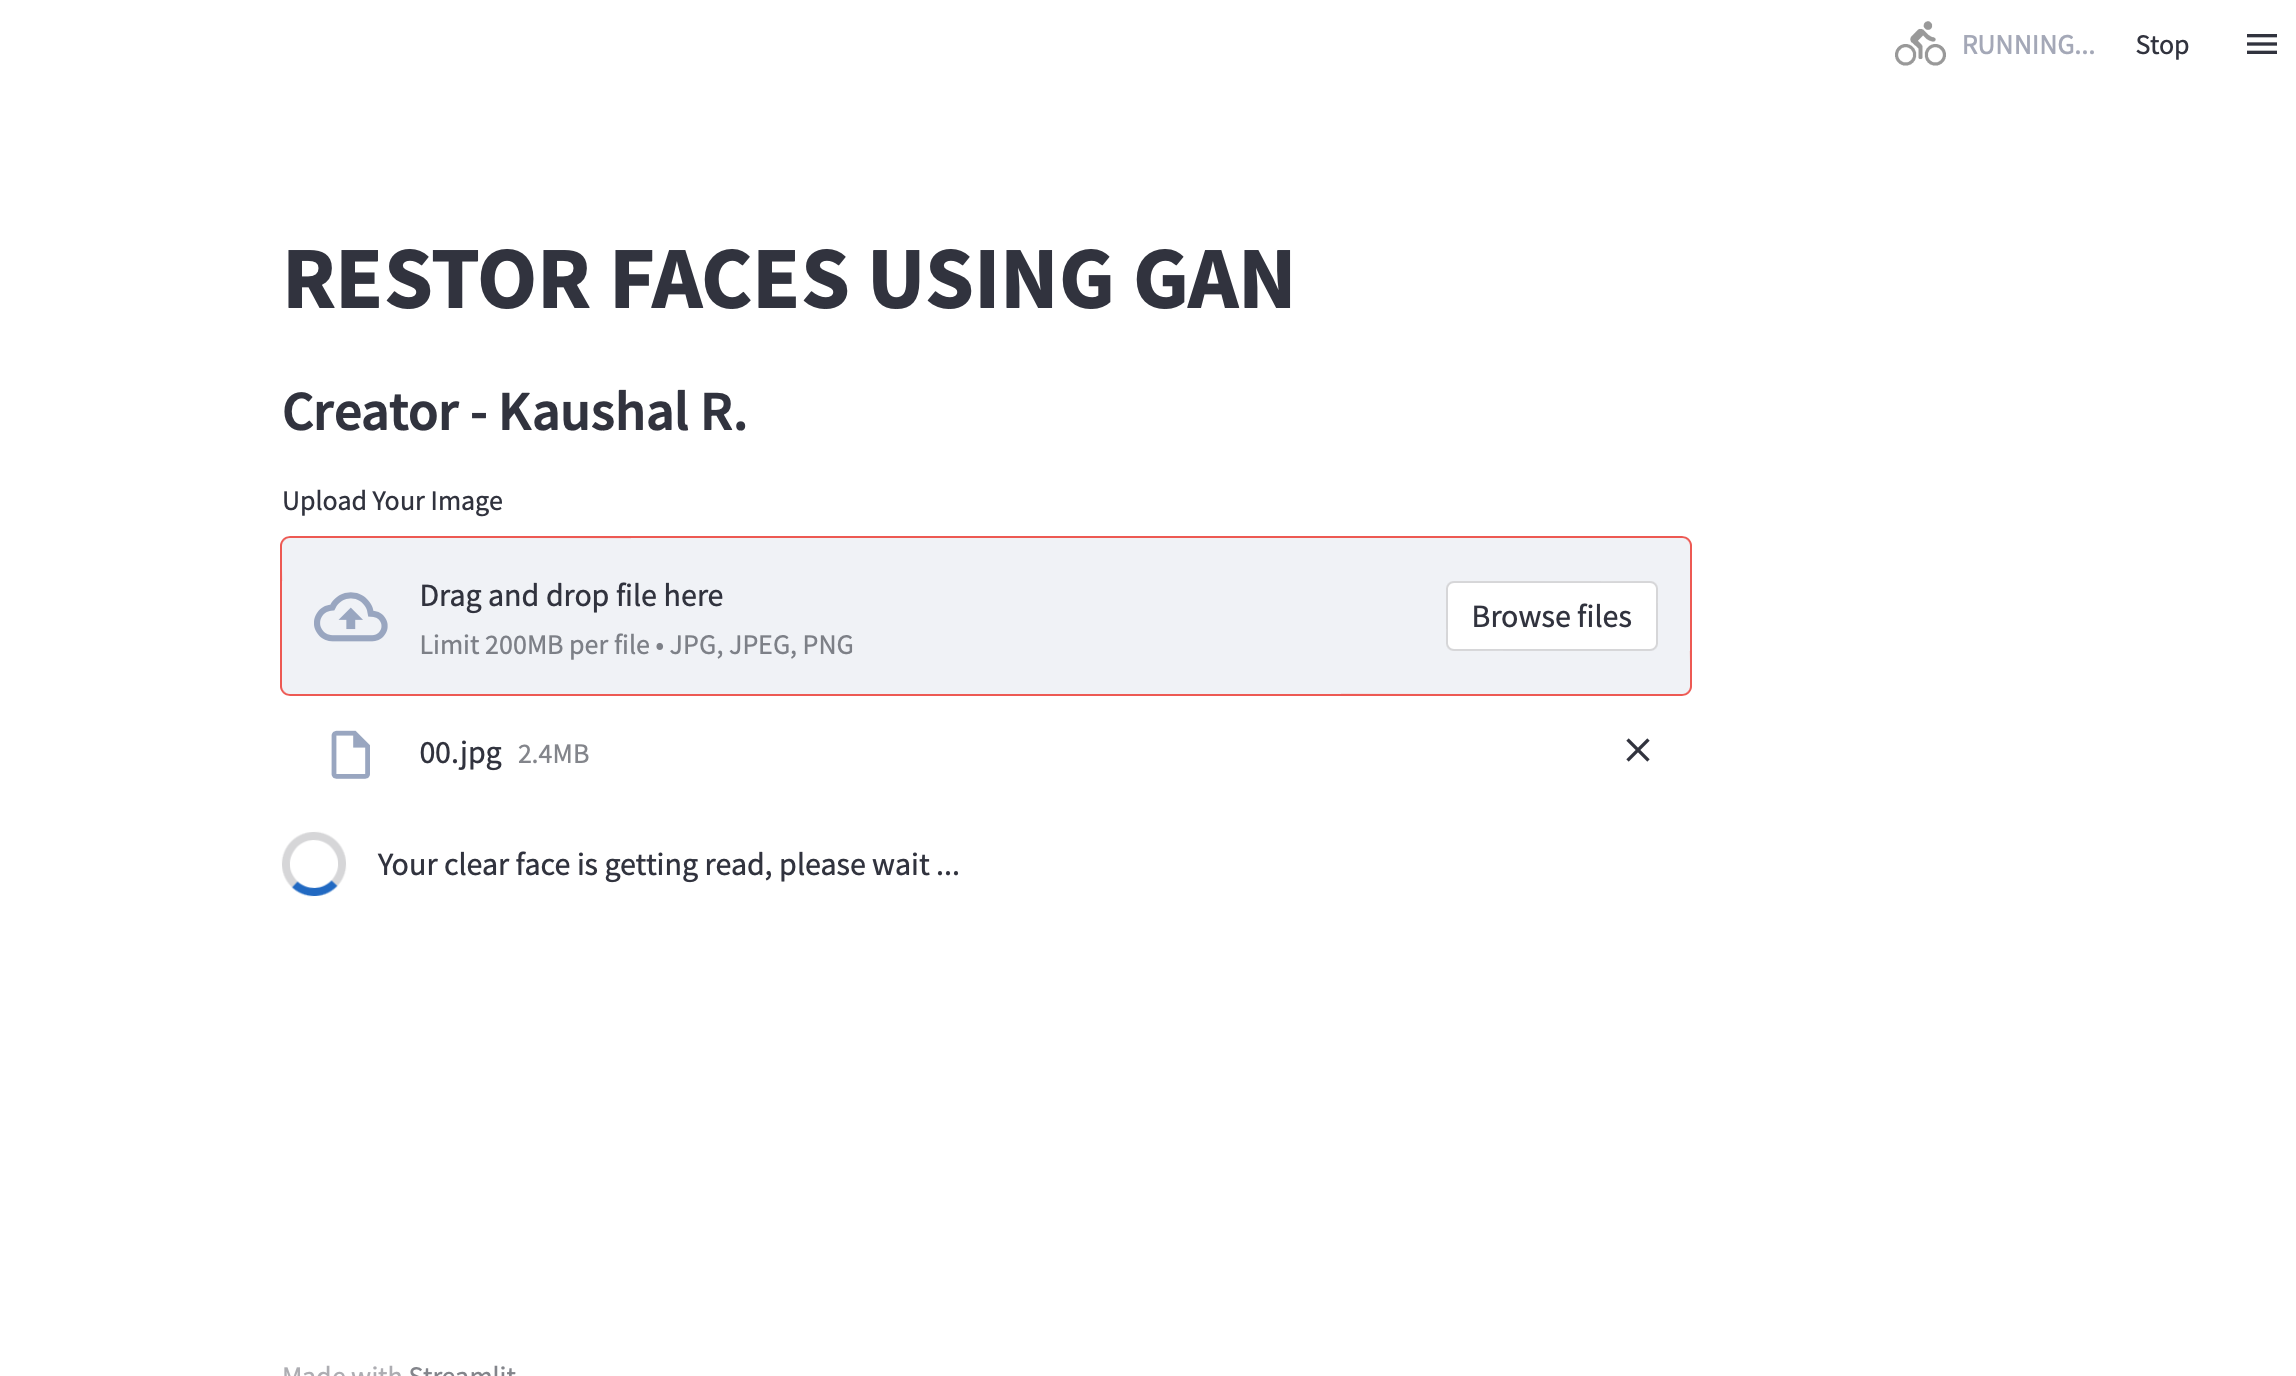 RUNNING...
Stop
RESTOR FACES USING GAN
Creator - Kaushal R.
Upload Your Image
Drag and drop file here
Limit 200MB per file • JPG, JPEG, PNG
Browse files
00.jpg 2.4MB
Your clear face is getting read, please wait ...
Made with Streamlit